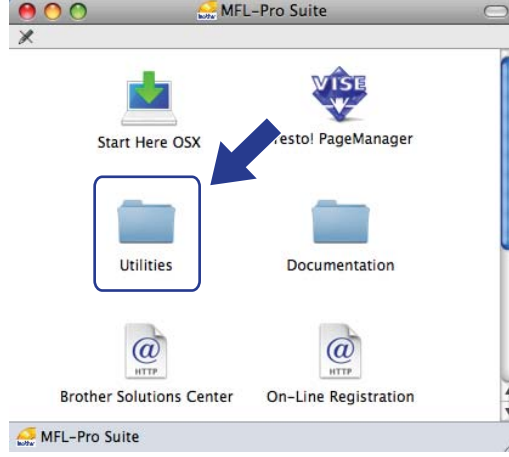 MFL-Pro Suite
VISE
Start Here OSX
resto! PageManager
Utilities
Documentation
@
HTTP
@
HTTP
Brother Solutions Center
On-Line Registration
MFL-Pro Suite